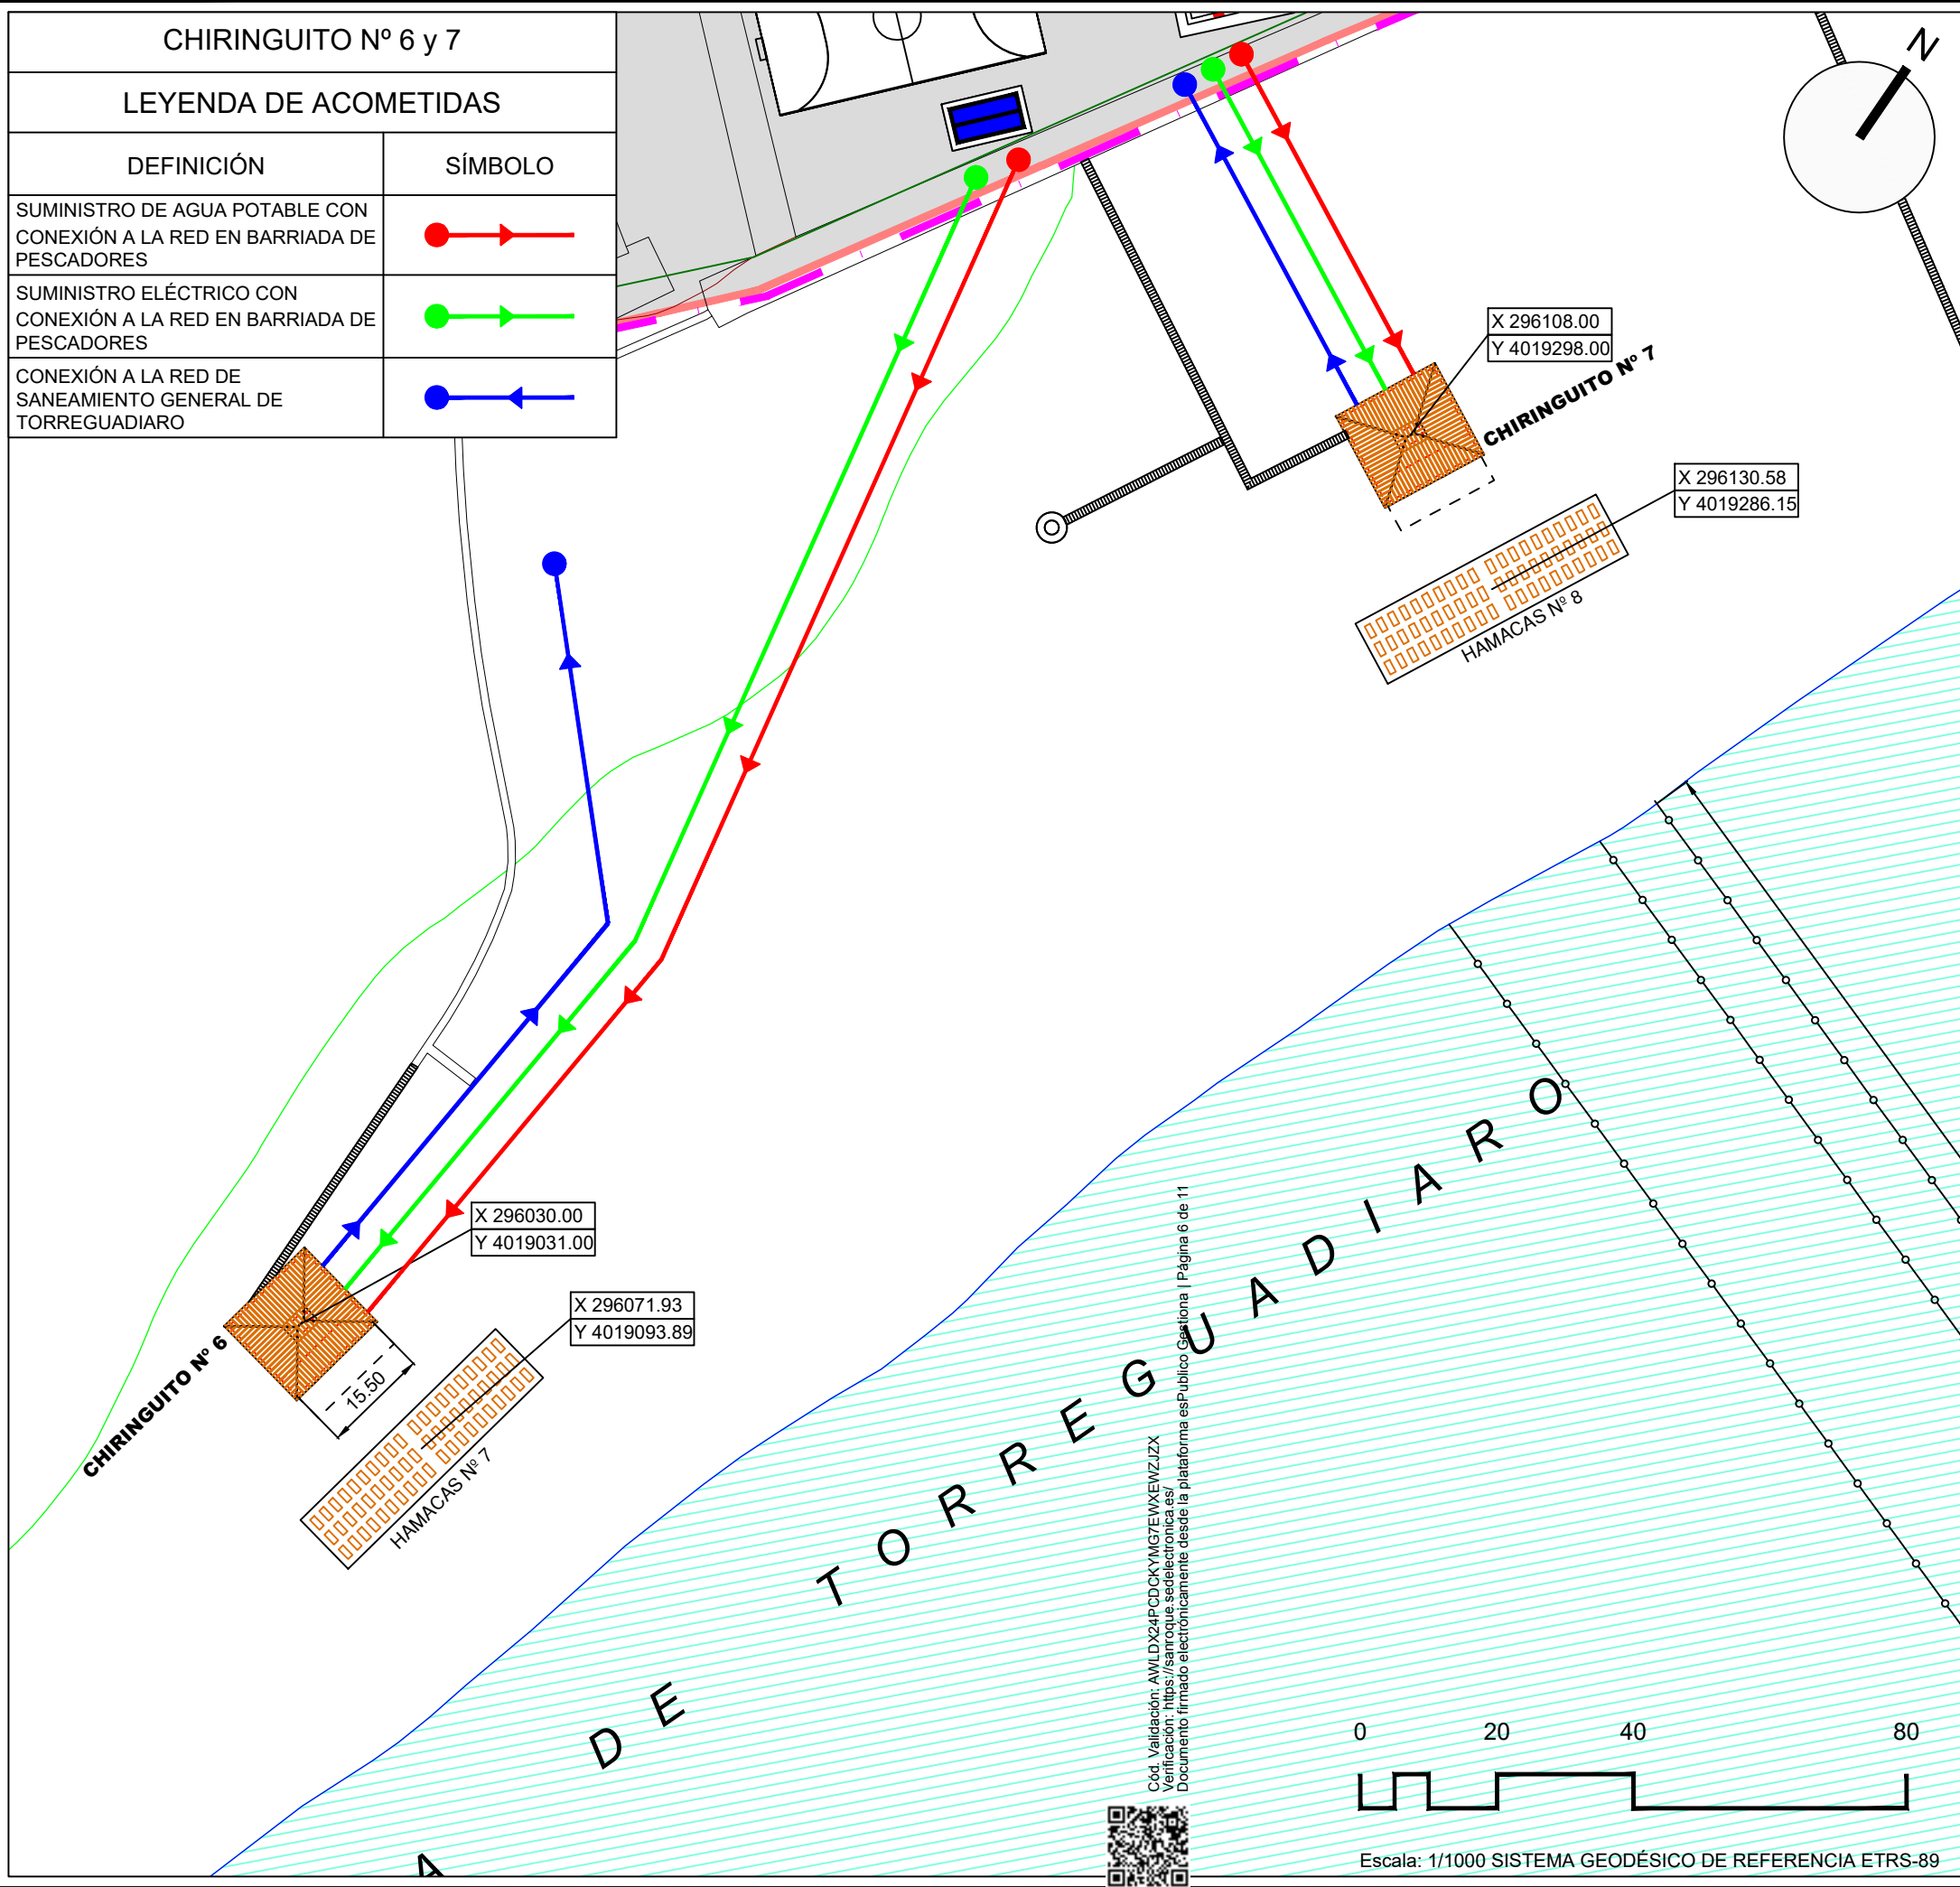 CHIRINGUITO Nº 6 y 7
LEYENDA DE ACOMETIDAS
DEFINICIÓN
SÍMBOLO
SUMINISTRO DE AGUA POTABLE CON
CONEXIÓN A LA RED EN BARRIADA DE
PESCADORES
SUMINISTRO ELÉCTRICO CON
CONEXIÓN A LA RED EN BARRIADA DE
PESCADORES
CONEXIÓN A LA RED DE
SANEAMIENTO GENERAL DE
TORREGUADIARO
N
X 296108.00
Y 4019298.00
CHIRINGUITO Nº 7
X 296130.58
Y 4019286.15
HAMACAS Nº 8
X 296030.00
Y 4019031.00
CHIRINGUITO Nº 6
15.50
X 296071.93
Y 4019093.89
HAMACAS Nº 7
A DE TORREGUADIARO
Cód. Validación: AWLDX24PCDCKYMG7EWXEWZJZX
Verificación: https://sanroque.sedelectronica.es/
Documento firmado electrónicamente desde la plataforma esPublico Gestiona | Página 6 de 11
0 20 40 80
Escala: 1/1000 SISTEMA GEODÉSICO DE REFERENCIA ETRS-89